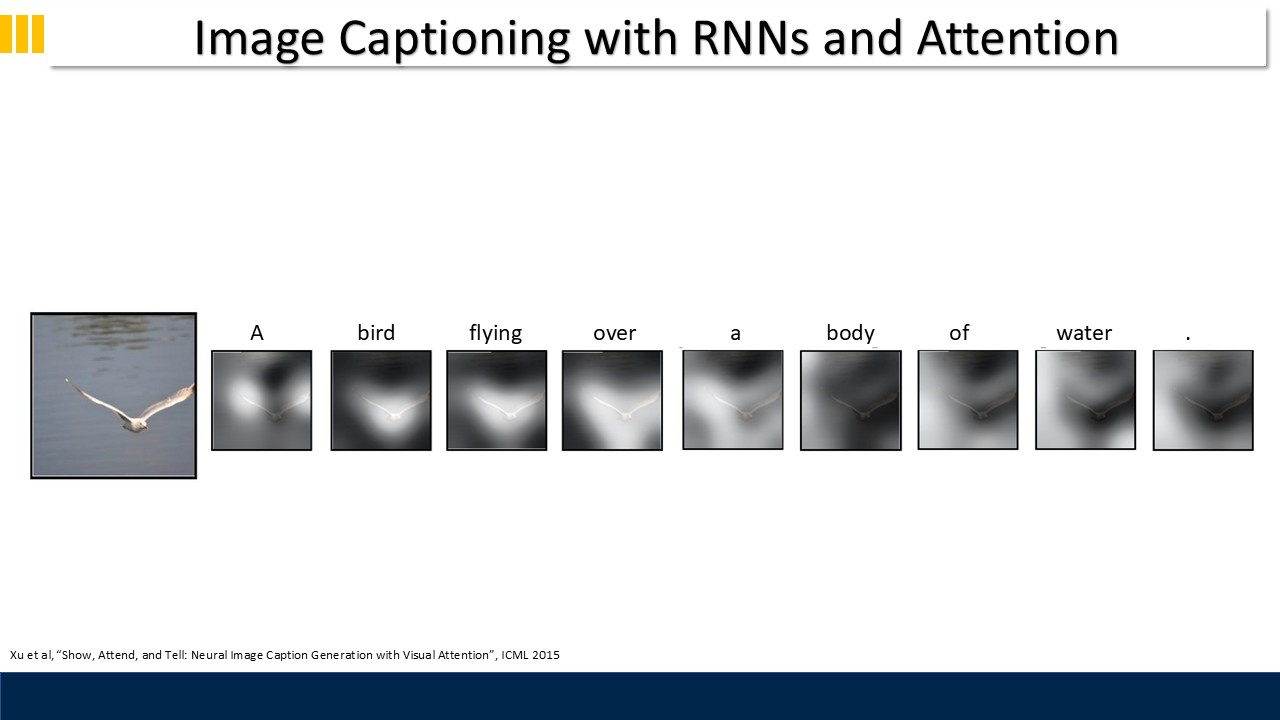 Image Captioning with RNNs and Attention
A bird flying over a body of water .
Xu et al, “Show, Attend, and Tell: Neural Image Caption Generation with Visual Attention”, ICML 2015